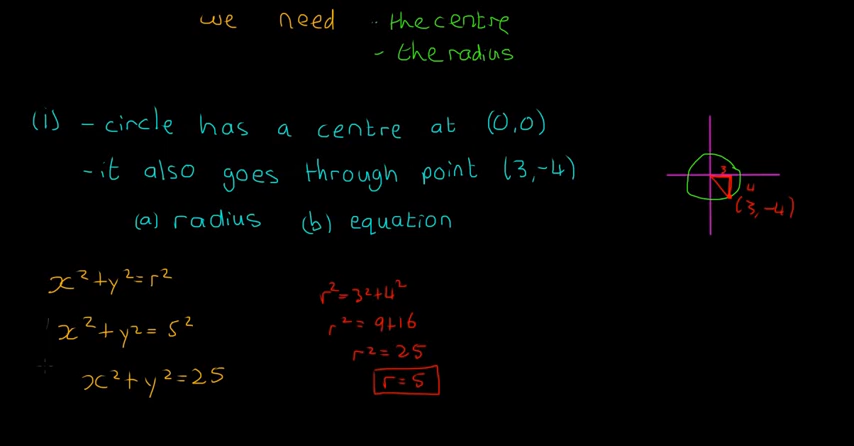 we need - the centre
- the radius
(1) - circle has a centre at (0,0)
- it also goes through point (3,-4)
(a) radius (b) equation
3
4
(3,-4)
x²+y²=r²
x²+y²=5²
x²+y²=25
r²=3²+4²
r²=9+16
r²=25
r=5